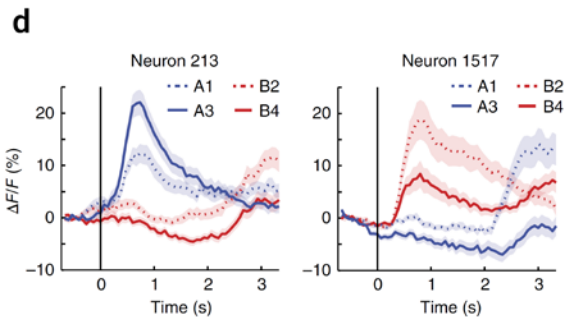 d
Neuron 213
A1 B2
A3 B4
ΔF/F (%)
20
10
0
−10
0 1 2 3
Time (s)
Neuron 1517
A1 B2
A3 B4
20
10
0
−10
0 1 2 3
Time (s)